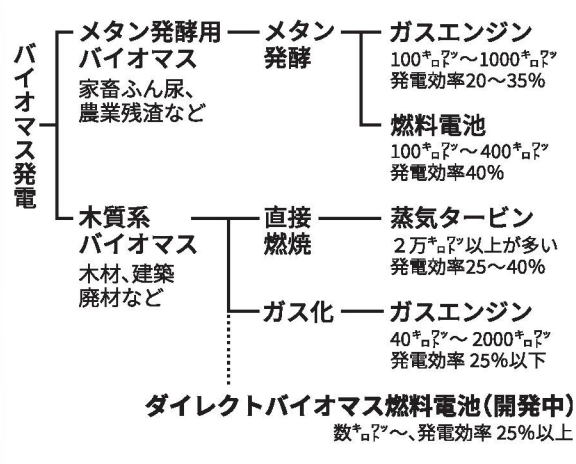 バイオマス発電
メタン発酵用
バイオマス
家畜ふん尿、
農業残渣など
メタン
発酵
ガスエンジン
100㌔㍗～1000㌔㍗
発電効率20～35%
燃料電池
100㌔㍗～400㌔㍗
発電効率40%
木質系
バイオマス
木材、建築
廃材など
直接
燃焼
蒸気タービン
２万㌔㍗以上が多い
発電効率25～40%
ガス化
ガスエンジン
40㌔㍗～2000㌔㍗
発電効率25%以下
ダイレクトバイオマス燃料電池（開発中）
数㌔㍗～、発電効率25%以上